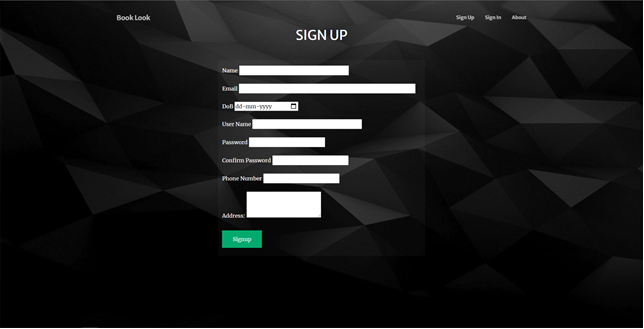 Book Look
Sign Up Sign In About
SIGN UP
Name
Email
DoB dd-mm-yyyy
User Name
Password
Confirm Password
Phone Number
Address:
Signup